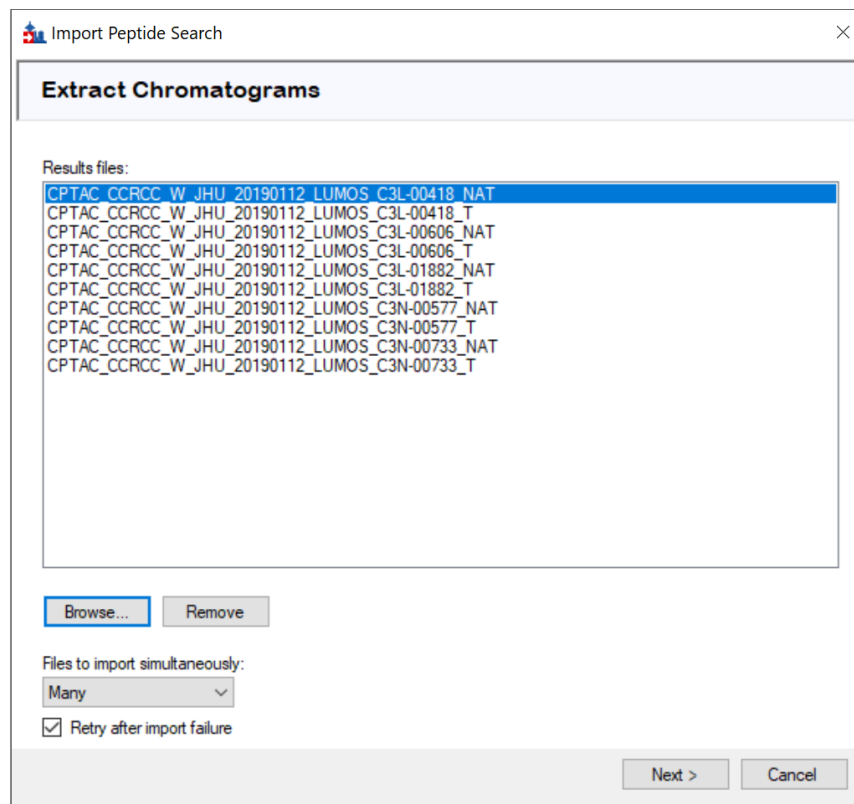 Import Peptide Search
Extract Chromatograms
Results files:
CPTAC_CCRCC_W_JHU_20190112_LUMOS_C3L-00418_NAT
CPTAC_CCRCC_W_JHU_20190112_LUMOS_C3L-00418_T
CPTAC_CCRCC_W_JHU_20190112_LUMOS_C3L-00606_NAT
CPTAC_CCRCC_W_JHU_20190112_LUMOS_C3L-00606_T
CPTAC_CCRCC_W_JHU_20190112_LUMOS_C3L-01882_NAT
CPTAC_CCRCC_W_JHU_20190112_LUMOS_C3L-01882_T
CPTAC_CCRCC_W_JHU_20190112_LUMOS_C3N-00577_NAT
CPTAC_CCRCC_W_JHU_20190112_LUMOS_C3N-00577_T
CPTAC_CCRCC_W_JHU_20190112_LUMOS_C3N-00733_NAT
CPTAC_CCRCC_W_JHU_20190112_LUMOS_C3N-00733_T
Browse... Remove
Files to import simultaneously:
Many
Retry after import failure
Next > Cancel